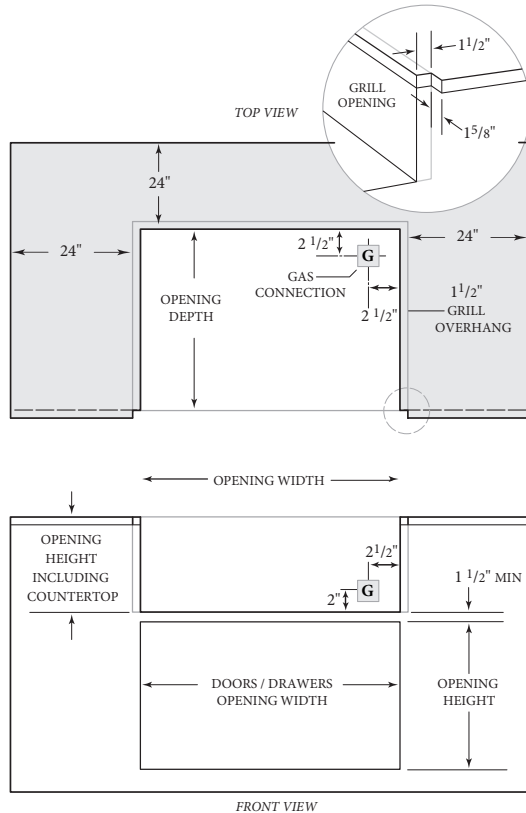 1 1/2"
GRILL
OPENING
1 5/8"
TOP VIEW
24"
24"
2 1/2"
G
24"
GAS
CONNECTION
OPENING
DEPTH
2 1/2"
1 1/2"
GRILL
OVERHANG
OPENING WIDTH
OPENING
HEIGHT
INCLUDING
COUNTERTOP
2 1/2"
2"
G
1 1/2" MIN
DOORS / DRAWERS
OPENING WIDTH
OPENING
HEIGHT
FRONT VIEW